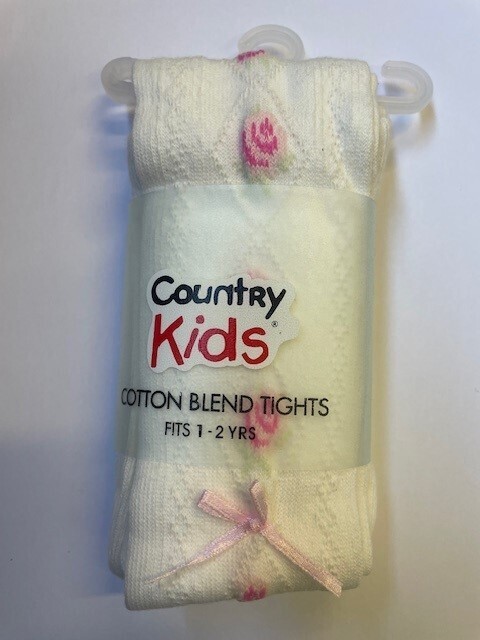 Country
Kids®
COTTON BLEND TIGHTS
FITS 1-2 YRS